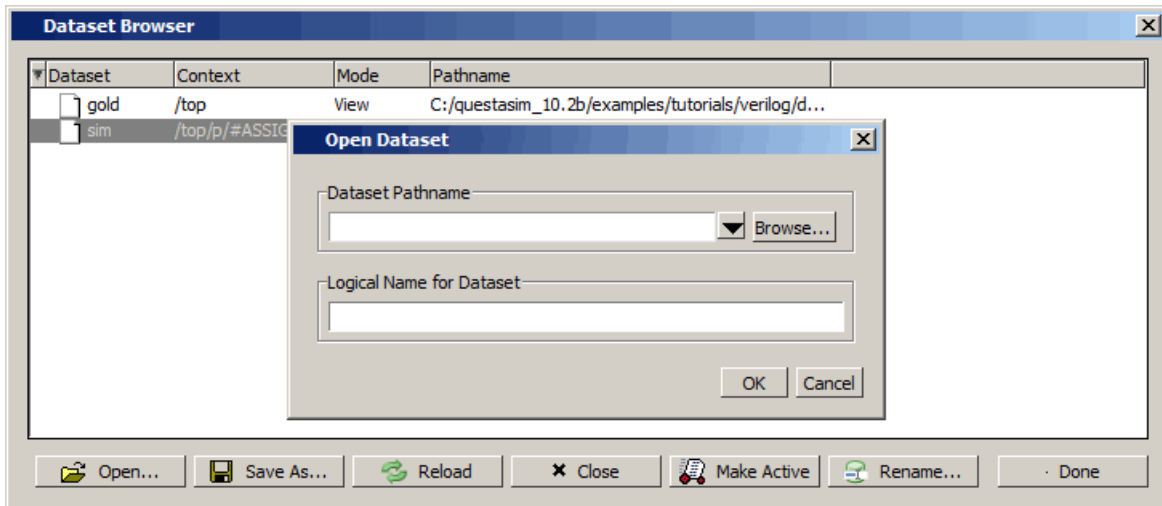 Dataset Browser
Dataset Context Mode Pathname
gold /top View C:/questasim_10.2b/examples/tutorials/verilog/d...
sim /top/p/#ASSIG
Open Dataset
Dataset Pathname
Browse...
Logical Name for Dataset
OK Cancel
Open... Save As... Reload Close Make Active Rename... Done